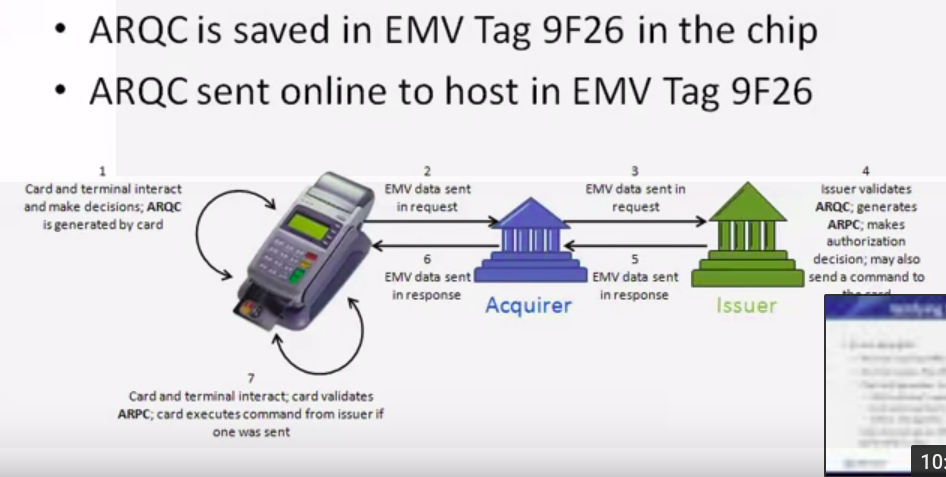 • ARQC is saved in EMV Tag 9F26 in the chip
• ARQC sent online to host in EMV Tag 9F26
1
Card and terminal interact
and make decisions; ARQC
is generated by card
2
EMV data sent
in request
3
EMV data sent in
request
4
Issuer validates
ARQC; generates
ARPC; makes
authorization
decision; may also
send a command to
the card
6
EMV data sent
in response
5
EMV data sent
in response
Acquirer
Issuer
7
Card and terminal interact; card validates
ARPC; card executes command from issuer if
one was sent
10: